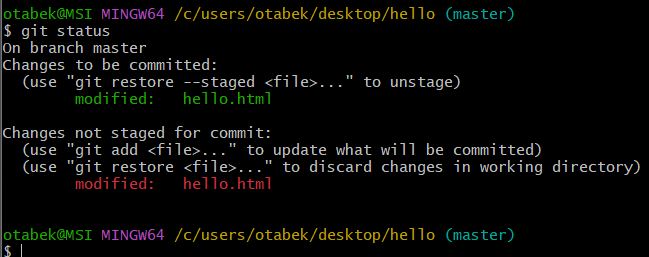 otabek@MSI MINGW64 /c/users/otabek/desktop/hello (master)
$ git status
On branch master
Changes to be committed:
  (use "git restore --staged <file>..." to unstage)
        modified:   hello.html

Changes not staged for commit:
  (use "git add <file>..." to update what will be committed)
  (use "git restore <file>..." to discard changes in working directory)
        modified:   hello.html


otabek@MSI MINGW64 /c/users/otabek/desktop/hello (master)
$